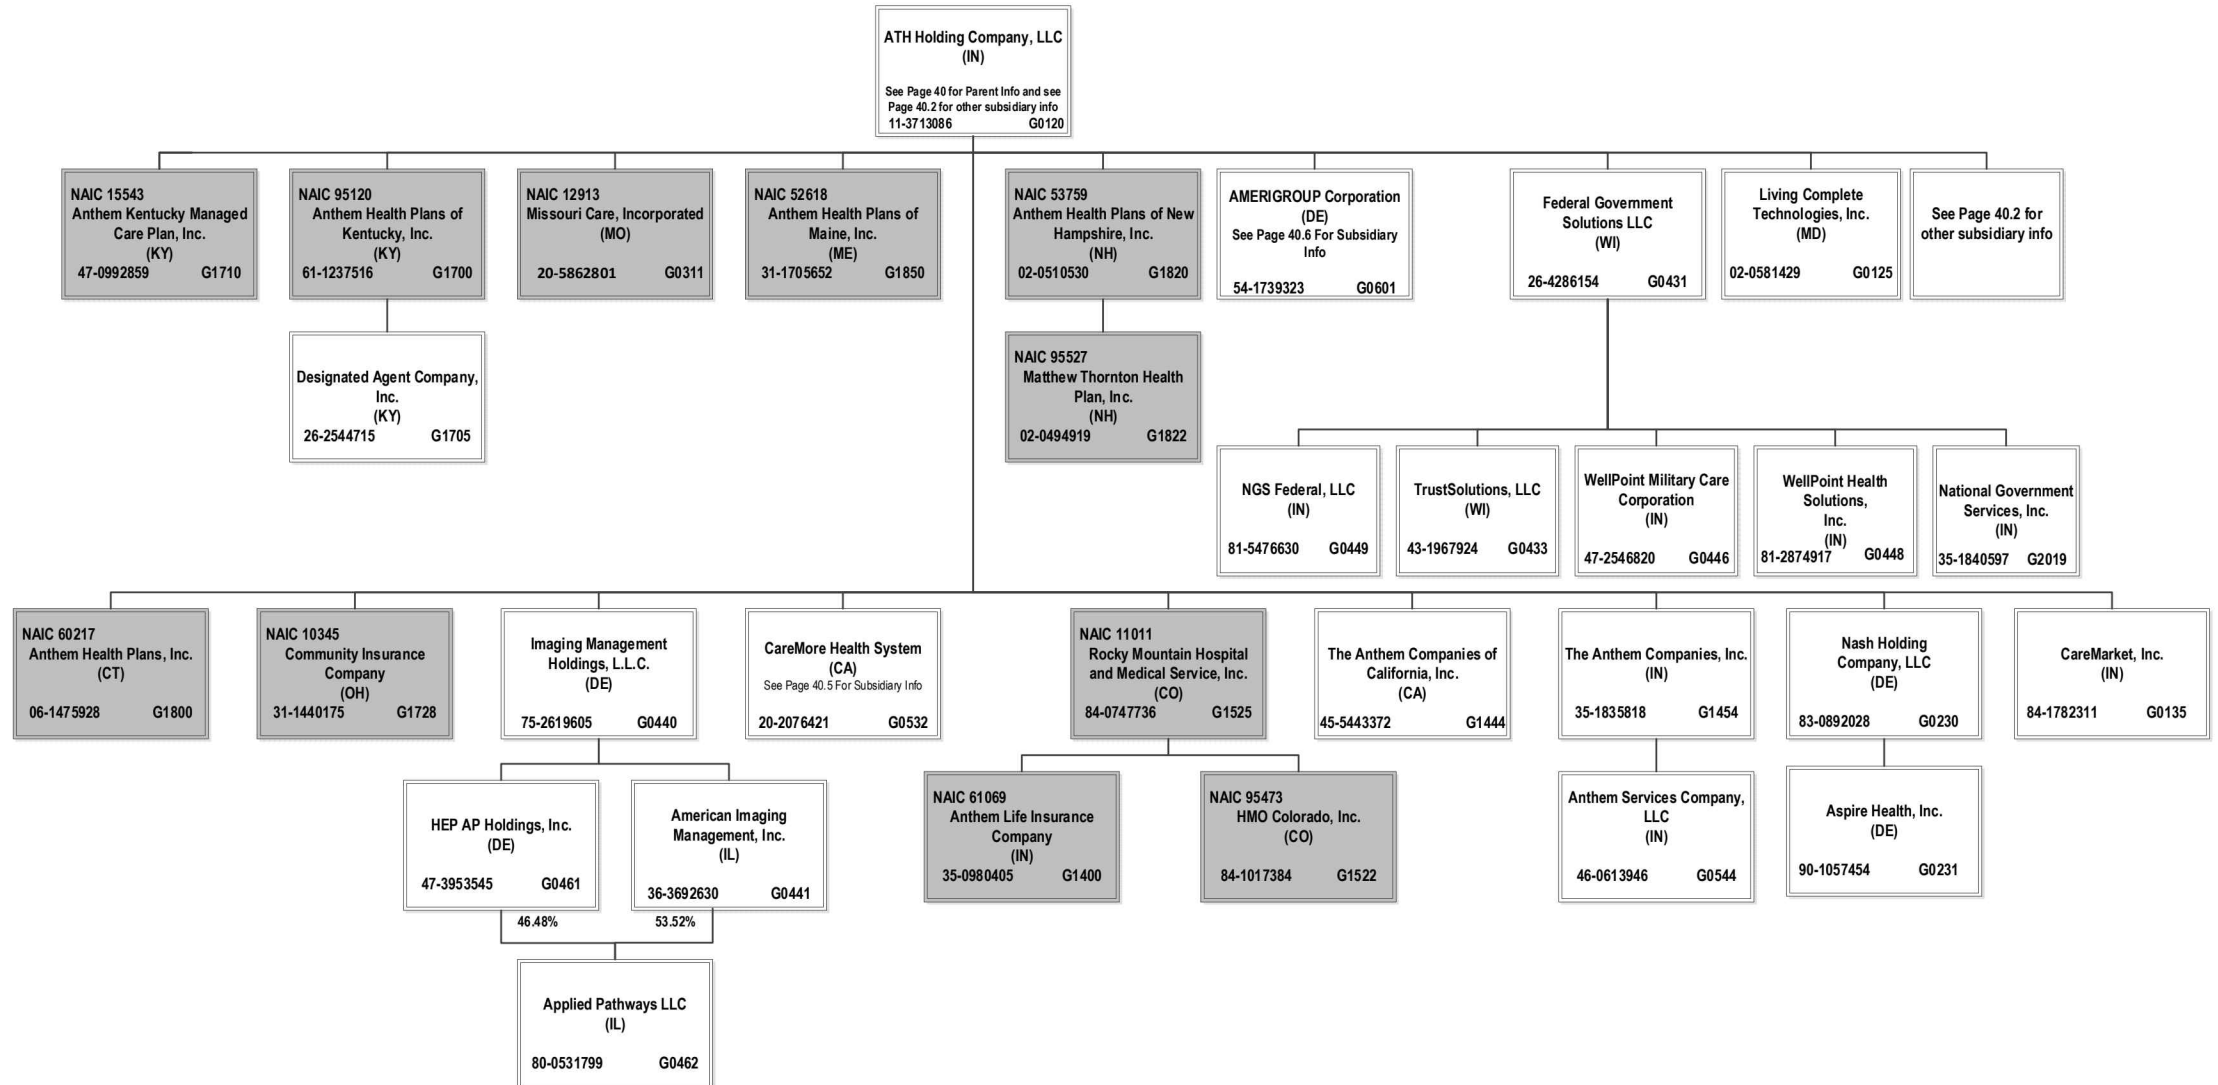 ATH Holding Company, LLC
(IN)
See Page 40 for Parent Info and see
Page 40.2 for other subsidiary info
11-3713086 G0120
NAIC 15543
Anthem Kentucky Managed
Care Plan, Inc.
(KY)
47-0992859 G1710
NAIC 95120
Anthem Health Plans of
Kentucky, Inc.
(KY)
61-1237516 G1700
NAIC 12913
Missouri Care, Incorporated
(MO)
20-5862801 G0311
NAIC 52618
Anthem Health Plans of
Maine, Inc.
(ME)
31-1705652 G1850
NAIC 53759
Anthem Health Plans of New
Hampshire, Inc.
(NH)
02-0510530 G1820
AMERIGROUP Corporation
(DE)
See Page 40.6 For Subsidiary
Info
54-1739323 G0601
Federal Government
Solutions LLC
(WI)
26-4286154 G0431
Living Complete
Technologies, Inc.
(MD)
02-0581429 G0125
See Page 40.2 for
other subsidiary info
Designated Agent Company,
Inc.
(KY)
26-2544715 G1705
NAIC 95527
Matthew Thornton Health
Plan, Inc.
(NH)
02-0494919 G1822
NGS Federal, LLC
(IN)
81-5476630 G0449
TrustSolutions, LLC
(WI)
43-1967924 G0433
WellPoint Military Care
Corporation
(IN)
47-2546820 G0446
WellPoint Health
Solutions,
Inc.
(IN)
81-2874917 G0448
National Government
Services, Inc.
(IN)
35-1840597 G2019
NAIC 60217
Anthem Health Plans, Inc.
(CT)
06-1475928 G1800
NAIC 10345
Community Insurance
Company
(OH)
31-1440175 G1728
Imaging Management
Holdings, L.L.C.
(DE)
75-2619605 G0440
CareMore Health System
(CA)
See Page 40.5 For Subsidiary Info
20-2076421 G0532
NAIC 11011
Rocky Mountain Hospital
and Medical Service, Inc.
(CO)
84-0747736 G1525
The Anthem Companies of
California, Inc.
(CA)
45-5443372 G1444
The Anthem Companies, Inc.
(IN)
35-1835818 G1454
Nash Holding
Company, LLC
(DE)
83-0892028 G0230
CareMarket, Inc.
(IN)
84-1782311 G0135
HEP AP Holdings, Inc.
(DE)
47-3953545 G0461
American Imaging
Management, Inc.
(IL)
36-3692630 G0441
NAIC 61069
Anthem Life Insurance
Company
(IN)
35-0980405 G1400
NAIC 95473
HMO Colorado, Inc.
(CO)
84-1017384 G1522
Anthem Services Company,
LLC
(IN)
46-0613946 G0544
Aspire Health, Inc.
(DE)
90-1057454 G0231
46.48% 53.52%
Applied Pathways LLC
(IL)
80-0531799 G0462